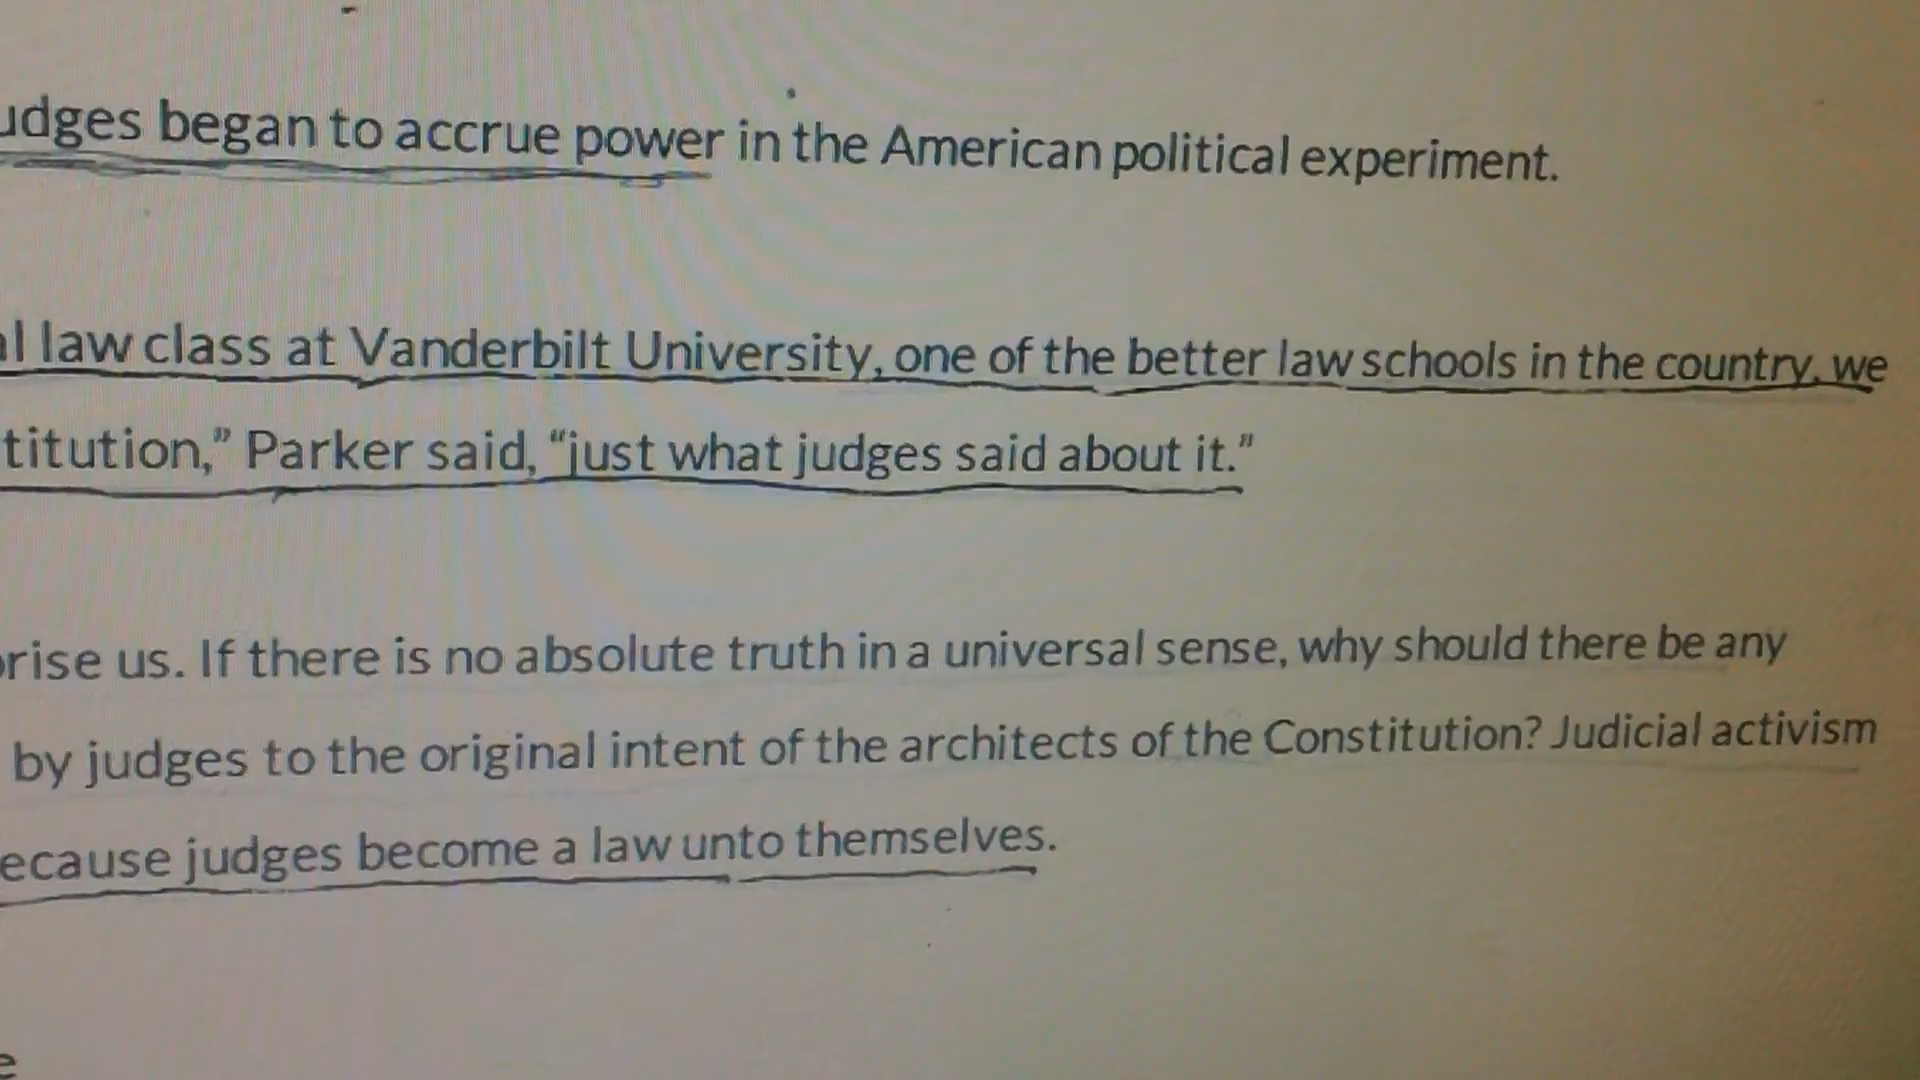 udges began to accrue power in the American political experiment.
al law class at Vanderbilt University, one of the better law schools in the country, we
titution,” Parker said, “just what judges said about it.”
prise us. If there is no absolute truth in a universal sense, why should there be any
by judges to the original intent of the architects of the Constitution? Judicial activism
ecause judges become a law unto themselves.
e